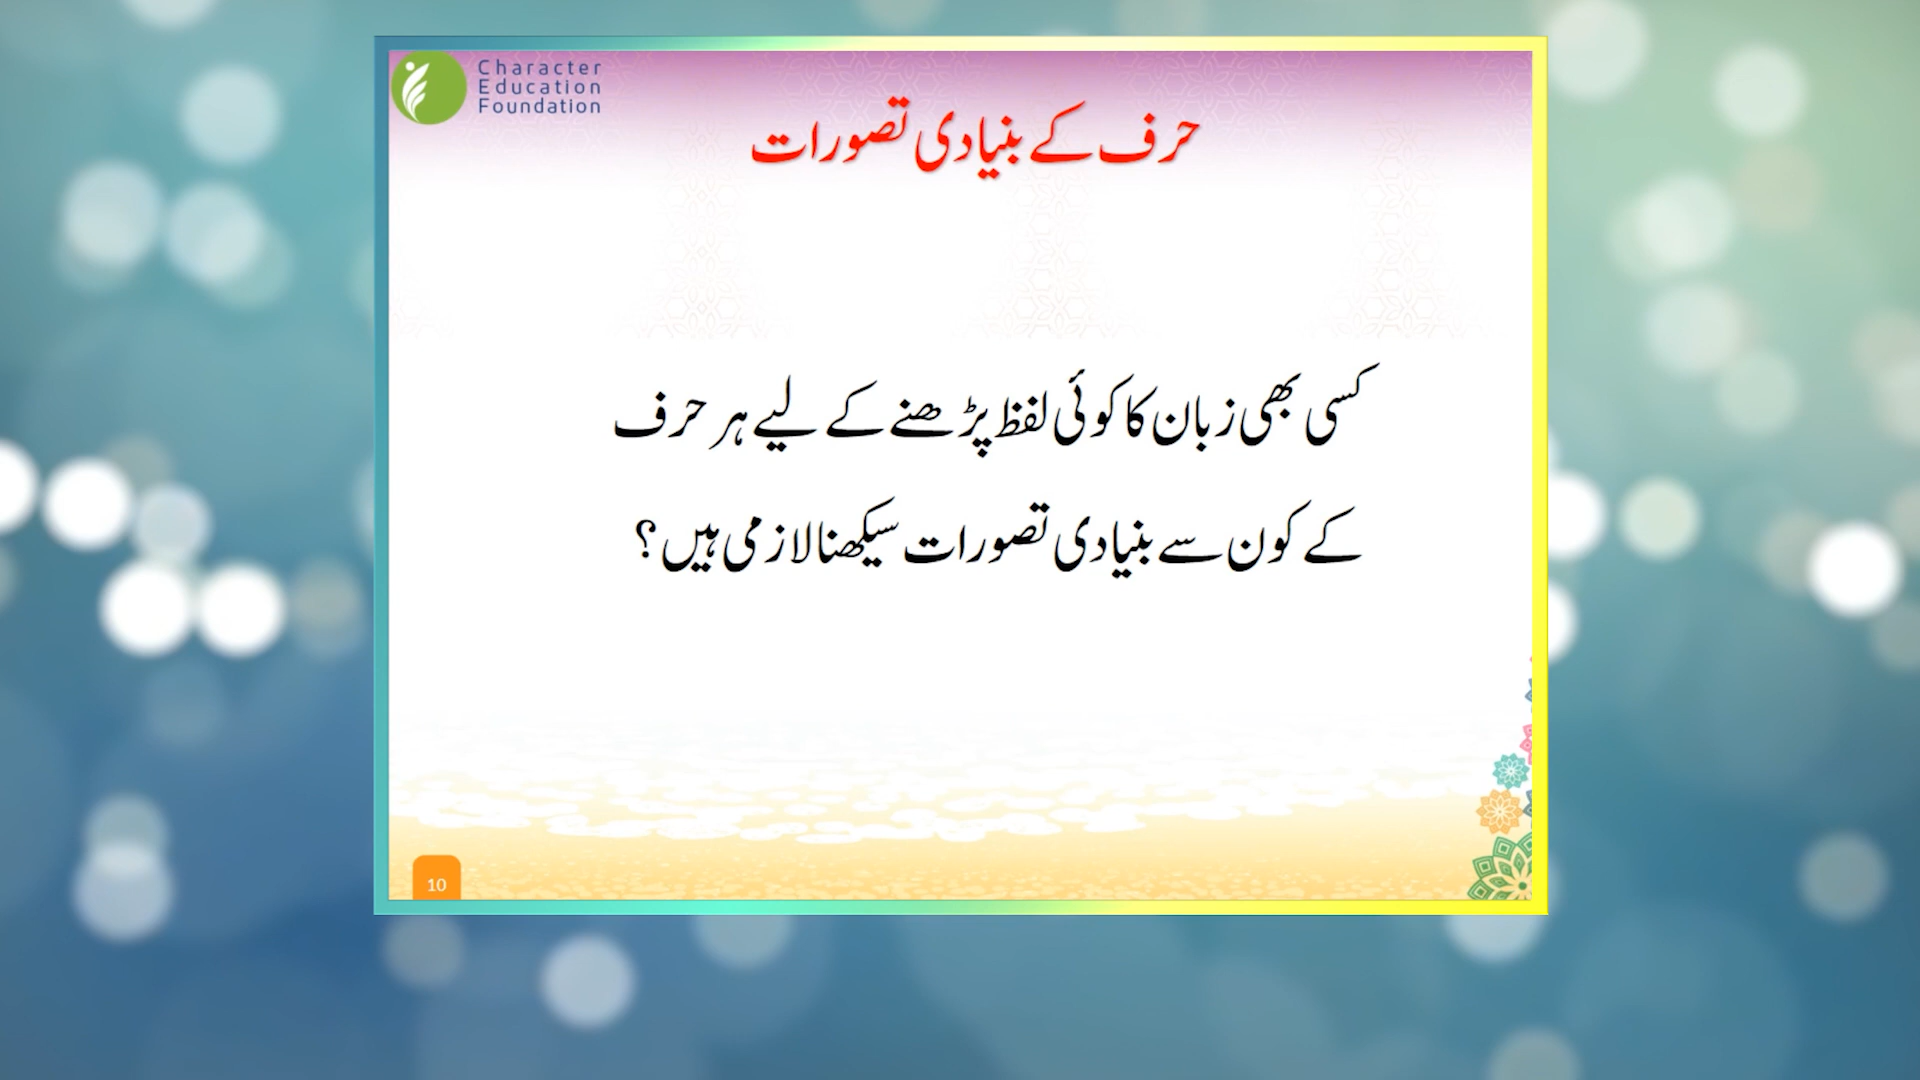 Character
Education
Foundation
حرف کے بنیادی تصورات
کسی بھی زبان کا کوئی لفظ پڑھنے کے لیے ہر حرف
کے کون سے بنیادی تصورات سیکھنا لازمی ہیں؟
10